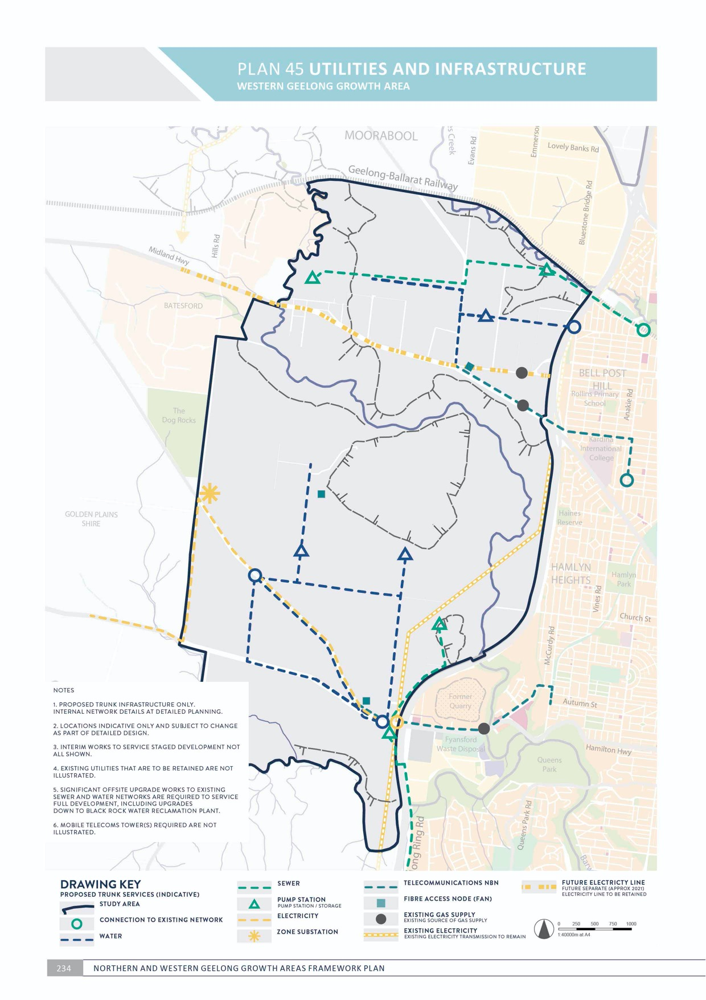 PLAN 45 UTILITIES AND INFRASTRUCTURE
WESTERN GEELONG GROWTH AREA
MOORABOOL
es Creek
Evans Rd
Emmerso
Lovely Banks Rd
Geelong-Ballarat Railway
Bluestone Bridge Rd
Hills Rd
Midland Hwy
BATESFORD
BELL POST
HILL
Rollins Primary
School
Anakie Rd
The
Dog Rocks
Kardinia
International
College
GOLDEN PLAINS
SHIRE
Haines
Reserve
HAMLYN
HEIGHTS
Hamlyn
Park
Vines Rd
Church St
McCurdy Rd
Former
Quarry
Autumn St
Fyansford
Waste Disposal
Hamilton Hwy
Queens
Park
Queens Park Rd
ong Ring Rd
Barw
NOTES
1. PROPOSED TRUNK INFRASTRUCTURE ONLY.
INTERNAL NETWORK DETAILS AT DETAILED PLANNING.
2. LOCATIONS INDICATIVE ONLY AND SUBJECT TO CHANGE
AS PART OF DETAILED DESIGN.
3. INTERIM WORKS TO SERVICE STAGED DEVELOPMENT NOT
ALL SHOWN.
4. EXISTING UTILITIES THAT ARE TO BE RETAINED ARE NOT
ILLUSTRATED.
5. SIGNIFICANT OFFSITE UPGRADE WORKS TO EXISTING
SEWER AND WATER NETWORKS ARE REQUIRED TO SERVICE
FULL DEVELOPMENT, INCLUDING UPGRADES
DOWN TO BLACK ROCK WATER RECLAMATION PLANT.
6. MOBILE TELECOMS TOWER(S) REQUIRED ARE NOT
ILLUSTRATED.
DRAWING KEY
PROPOSED TRUNK SERVICES (INDICATIVE)
STUDY AREA
CONNECTION TO EXISTING NETWORK
WATER
SEWER
PUMP STATION
PUMP STATION / STORAGE
ELECTRICITY
ZONE SUBSTATION
TELECOMMUNICATIONS NBN
FIBRE ACCESS NODE (FAN)
EXISTING GAS SUPPLY
EXISTING SOURCE OF GAS SUPPLY
EXISTING ELECTRICITY
EXISTING ELECTRICITY TRANSMISSION TO REMAIN
FUTURE ELECTRICTY LINE
FUTURE SEPARATE (APPROX 2021)
ELECTRICITY LINE TO BE RETAINED
0 250 500 750 1000
1:40000m at A4
234 NORTHERN AND WESTERN GEELONG GROWTH AREAS FRAMEWORK PLAN